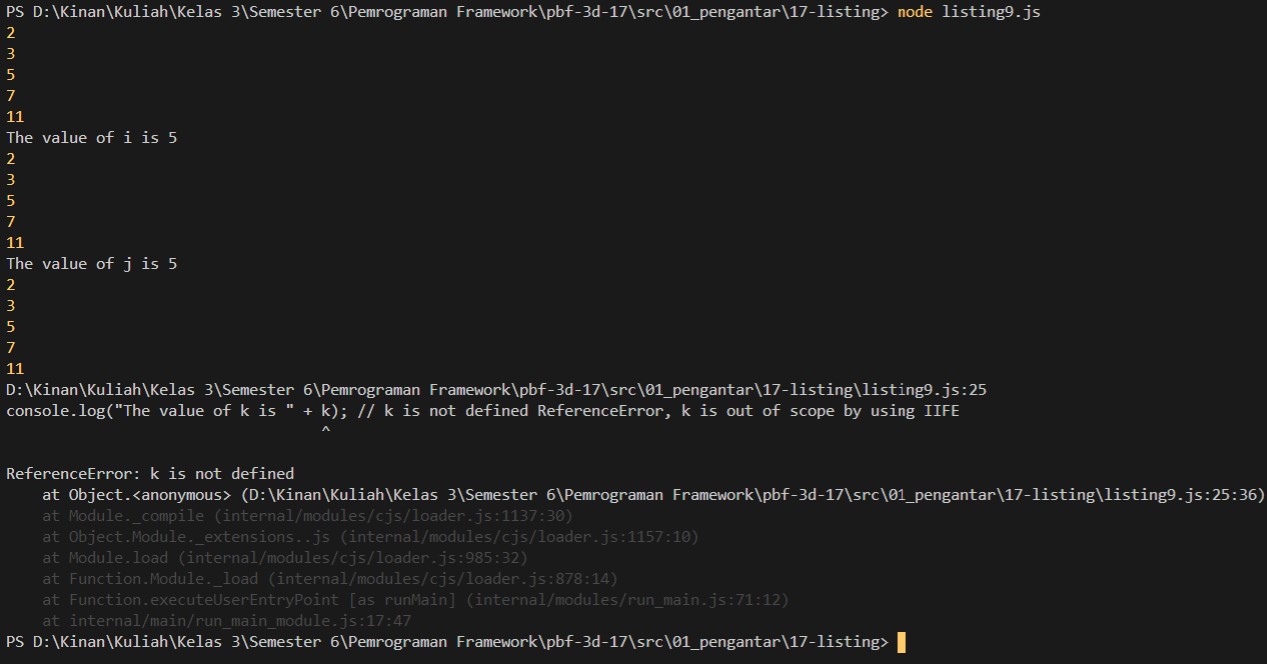 PS D:\Kinan\Kuliah\Kelas 3\Semester 6\Pemrograman Framework\pbf-3d-17\src\01_pengantar\17-listing> node listing9.js
2
3
5
7
11
The value of i is 5
2
3
5
7
11
The value of j is 5
2
3
5
7
11
D:\Kinan\Kuliah\Kelas 3\Semester 6\Pemrograman Framework\pbf-3d-17\src\01_pengantar\17-listing\listing9.js:25
console.log("The value of k is " + k); // k is not defined ReferenceError, k is out of scope by using IIFE
                                   ^
ReferenceError: k is not defined
    at Object.<anonymous> (D:\Kinan\Kuliah\Kelas 3\Semester 6\Pemrograman Framework\pbf-3d-17\src\01_pengantar\17-listing\listing9.js:25:36)
    at Module._compile (internal/modules/cjs/loader.js:1137:30)
    at Object.Module._extensions..js (internal/modules/cjs/loader.js:1157:10)
    at Module.load (internal/modules/cjs/loader.js:985:32)
    at Function.Module._load (internal/modules/cjs/loader.js:878:14)
    at Function.executeUserEntryPoint [as runMain] (internal/modules/run_main.js:71:12)
    at internal/main/run_main_module.js:17:47
PS D:\Kinan\Kuliah\Kelas 3\Semester 6\Pemrograman Framework\pbf-3d-17\src\01_pengantar\17-listing>